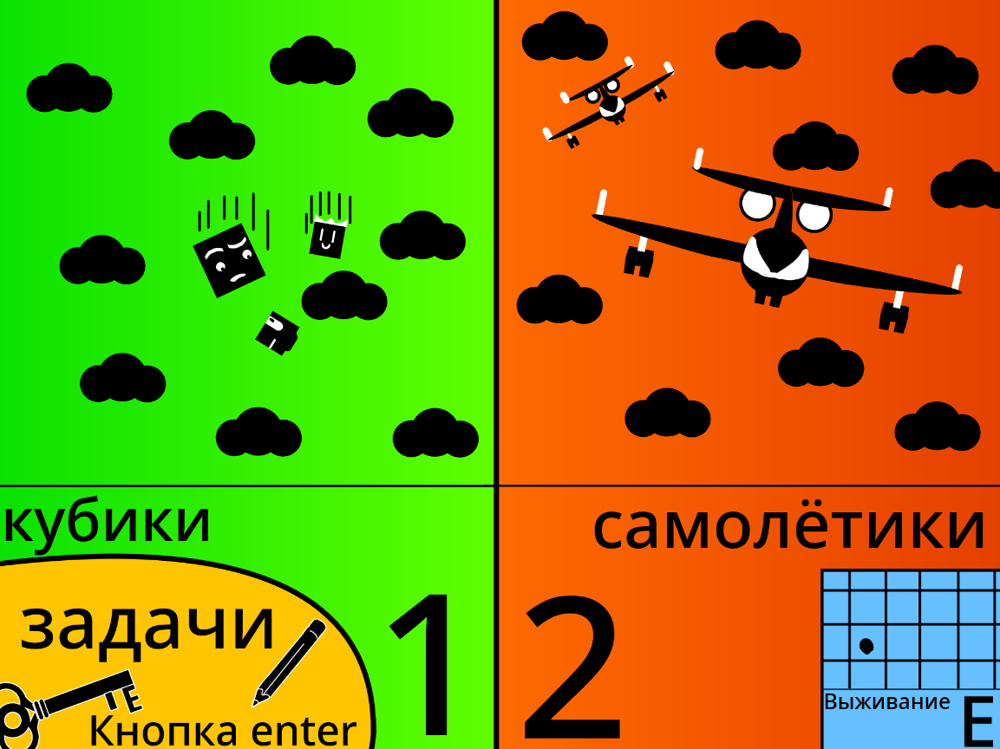 кубики
самолётики
задачи
1
2
E
Кнопка enter
Выживание
E